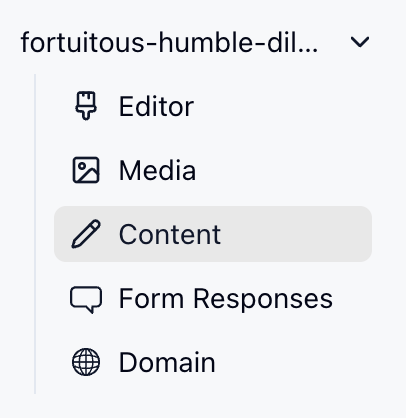 fortuitous-humble-dil...
Editor
Media
Content
Form Responses
Domain